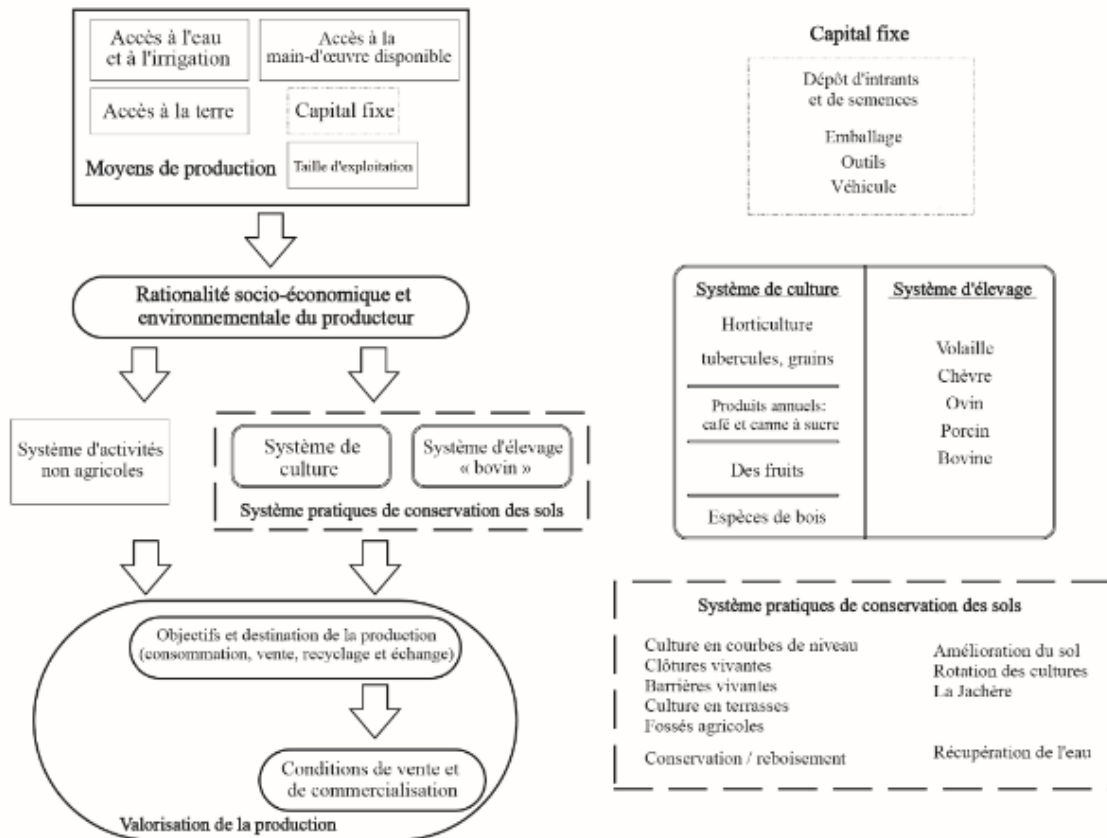 Accès à l'eau
et à l'irrigation
Accès à la
main-d'œuvre disponible
Accès à la terre
Capital fixe
Moyens de production
Taille d'exploitation
Rationalité socio-économique et
environnementale du producteur
Système d'activités
non agricoles
Système de
culture
Système d'élevage
« bovin »
Système pratiques de conservation des sols
Objectifs et destination de la production
(consommation, vente, recyclage et échange)
Conditions de vente et
de commercialisation
Valorisation de la production
Capital fixe
Dépôt d'intrants
et de semences
Emballage
Outils
Véhicule
Système de culture
Horticulture
tubercules, grains
Produits annuels:
café et canne à sucre
Des fruits
Espèces de bois
Système d'élevage
Volaille
Chèvre
Ovin
Porcin
Bovine
Système pratiques de conservation des sols
Culture en courbes de niveau
Clôtures vivantes
Barrières vivantes
Culture en terrasses
Fossés agricoles
Conservation / reboisement
Amélioration du sol
Rotation des cultures
La Jachère
Récupération de l'eau